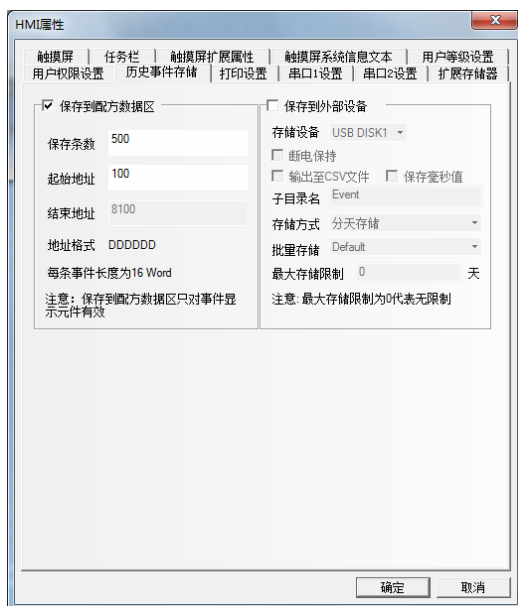 HMI属性
触摸屏 任务栏 触摸屏扩展属性 触摸屏系统信息文本 用户等级设置
用户权限设置 历史事件存储 打印设置 串口1设置 串口2设置 扩展存储器
保存到配方数据区
保存条数 500
起始地址 100
结束地址 8100
地址格式 DDDDDD
每条事件长度为16 Word
注意：保存到配方数据区只对事件显
示元件有效
保存到外部设备
存储设备 USB DISK1
断电保持
输出至CSV文件 保存毫秒值
子目录名 Event
存储方式 分天存储
批量存储 Default
最大存储限制 0 天
注意:最大存储限制为0代表无限制
确定 取消